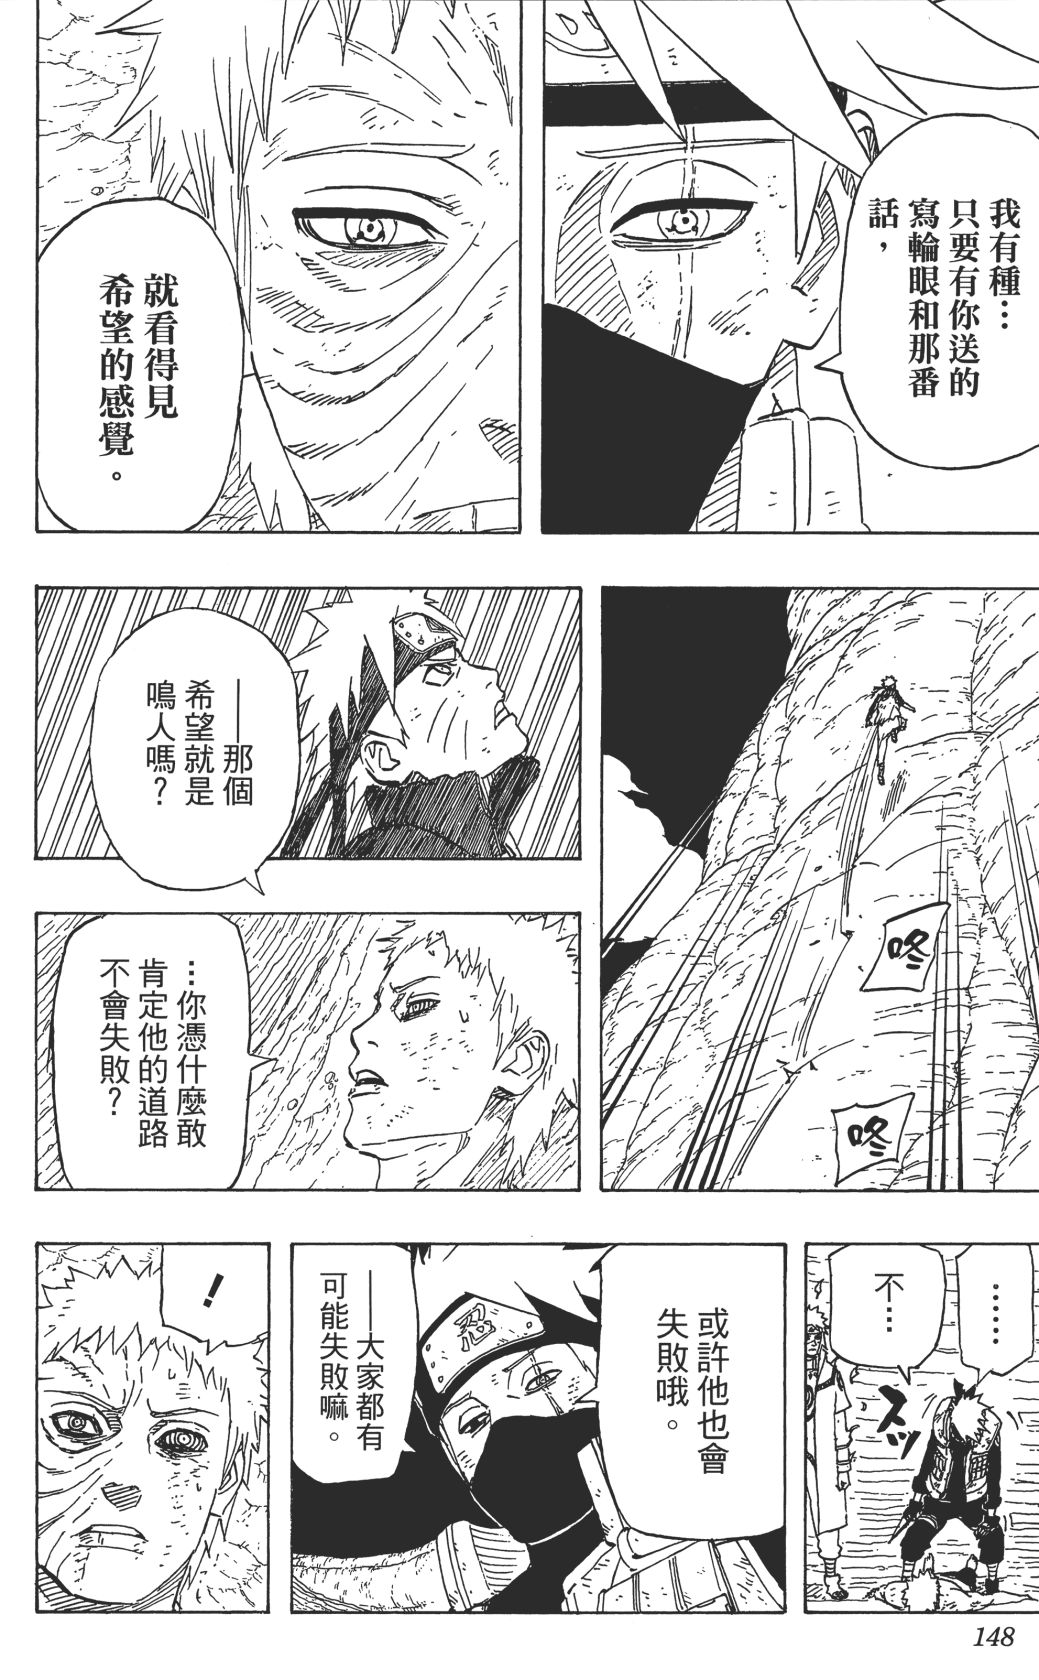 我有種…
只要有你送的
寫輪眼和那番
話，
就看得見
希望的感覺。
咚
咚
——那個
希望就是
鳴人嗎？
…你憑什麼敢
肯定他的道路
不會失敗？
……
不…
スッ
或許他也會
失敗哦。
忍
——大家都有
可能失敗嘛。
！
148